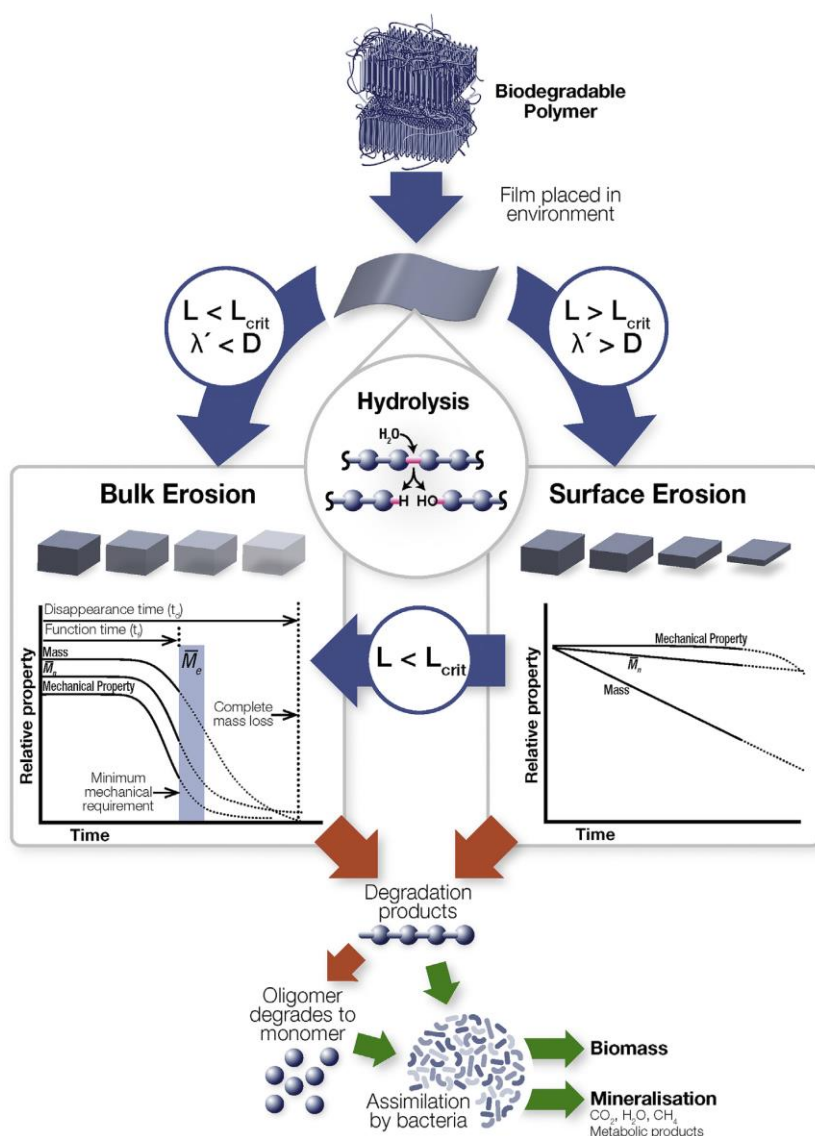 Biodegradable
Polymer
Film placed in
environment
L < Lcrit
λ´ < D
L > Lcrit
λ´ > D
Hydrolysis
H₂O
H HO
Bulk Erosion
Disappearance time (t꜀)
Function time (tf)
Mass
M̅ₙ
Mechanical Property
M̅ₑ
Complete
mass loss
Minimum
mechanical
requirement
Relative property
Time
L < Lcrit
Surface Erosion
Mechanical Property
M̅ₙ
Mass
Relative property
Time
Degradation
products
Oligomer
degrades to
monomer
Assimilation
by bacteria
Biomass
Mineralisation
CO₂, H₂O, CH₄
Metabolic products